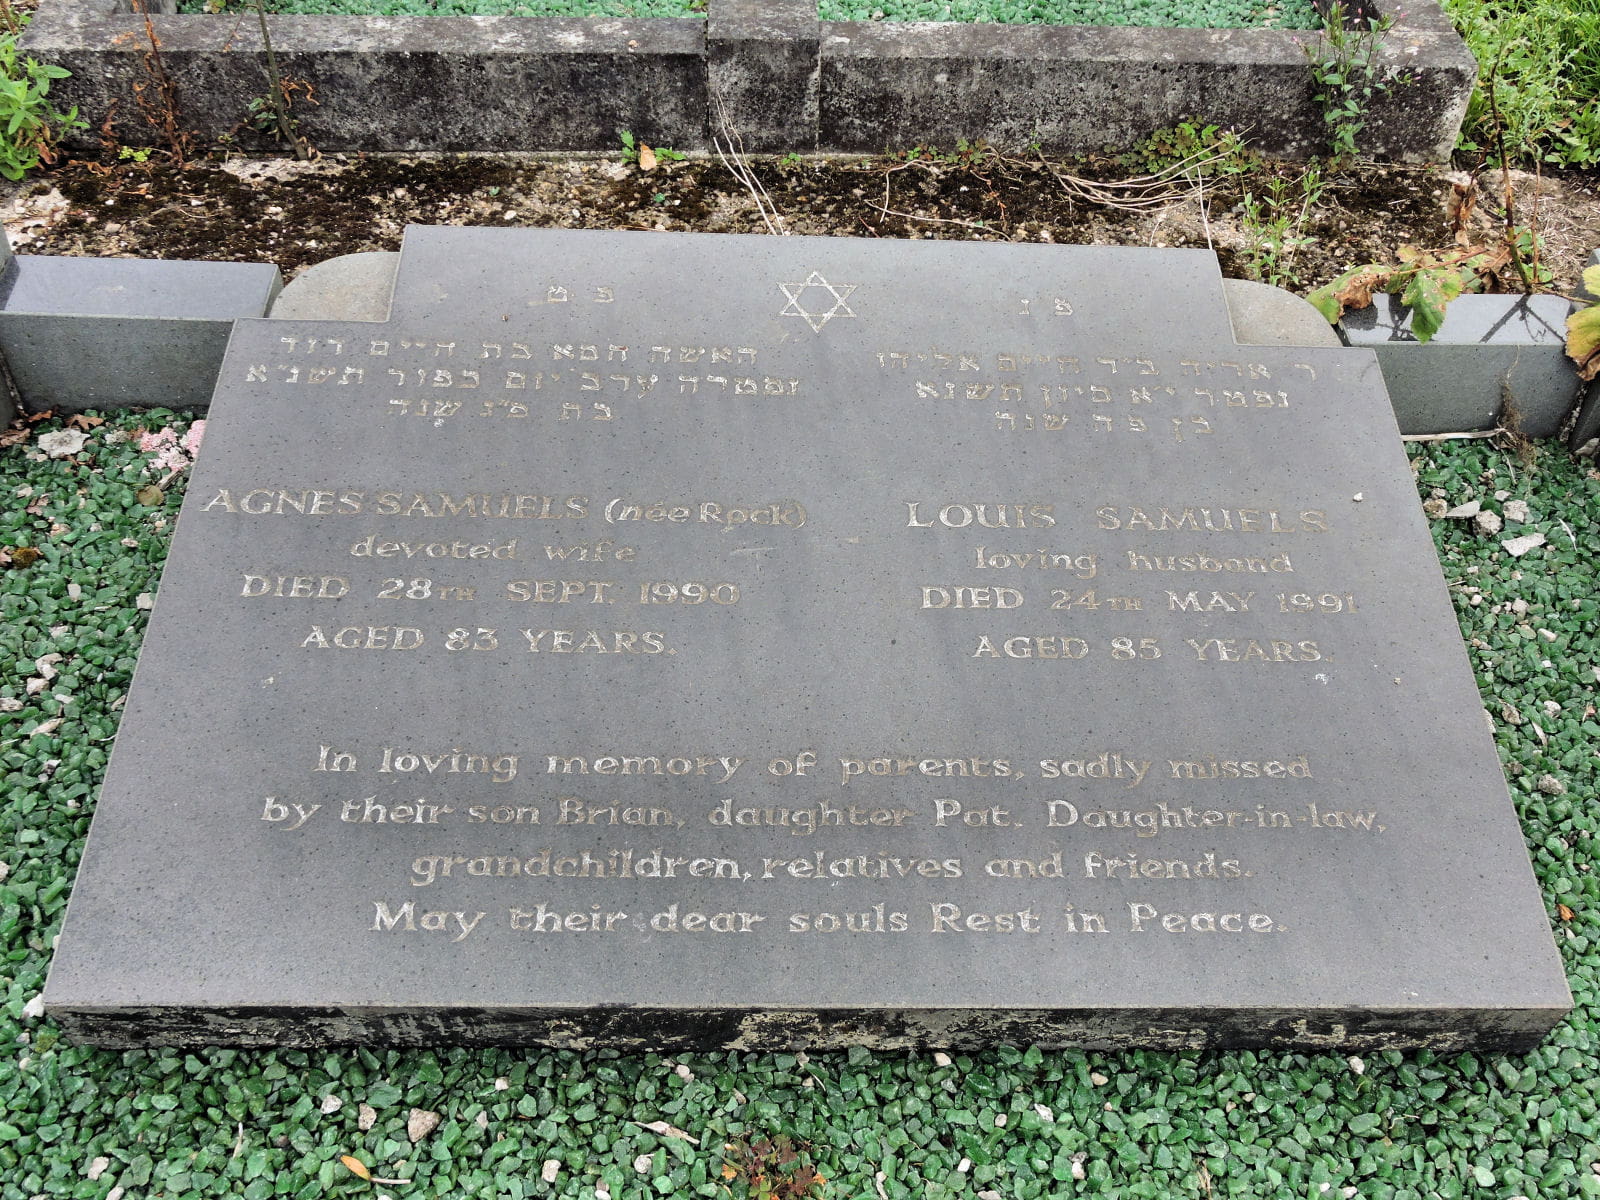 פ ט
האשה חמא בת חיים דוד
ונפטרה ערב יום כפור תשנ״א
בת פ״ג שנה
AGNES SAMUELS (née Rock)
devoted wife
DIED 28TH SEPT. 1990
AGED 83 YEARS.
פ נ
ר אריה ב״ר חיים אליהו
נפטר י״א סיון תשנא
בן פה שנה
LOUIS SAMUELS
loving husband
DIED 24TH MAY 1991
AGED 85 YEARS.
In loving memory of parents, sadly missed
by their son Brian, daughter Pat. Daughter-in-law,
grandchildren, relatives and friends.
May their dear souls Rest in Peace.